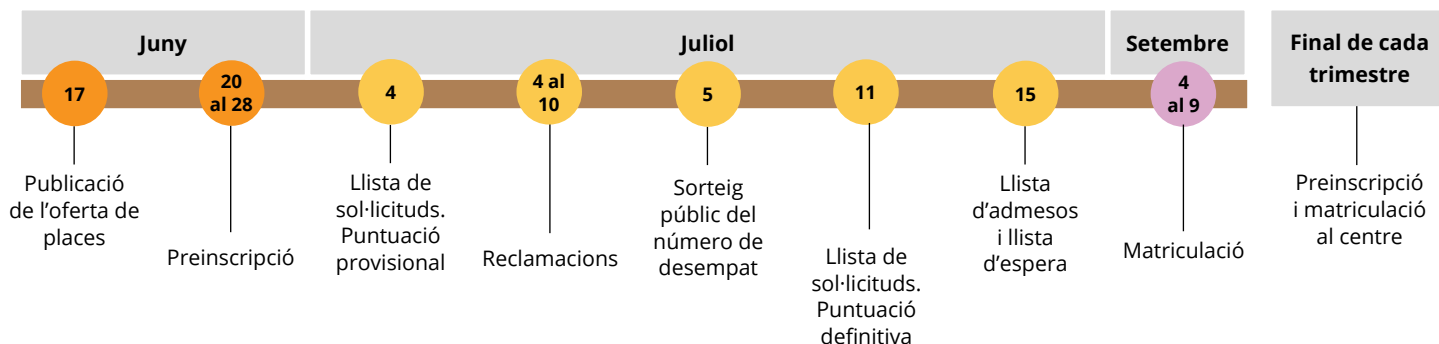 Juny
Juliol
Setembre
Final de cada
trimestre
17
20
al 28
4
4 al
10
5
11
15
4
al 9
Publicació
de l’oferta de
places
Preinscripció
Llista de
sol·licituds.
Puntuació
provisional
Reclamacions
Sorteig
públic del
número de
desempat
Llista de
sol·licituds.
Puntuació
definitiva
Llista
d’admesos
i llista
d’espera
Matriculació
Preinscripció
i matriculació
al centre